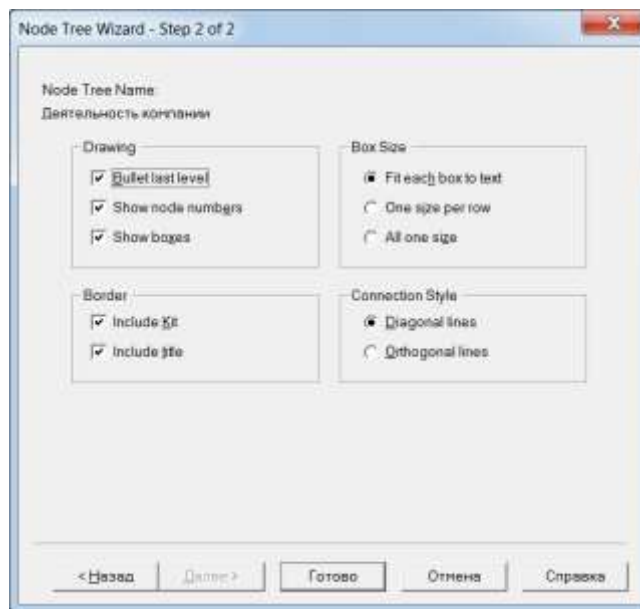 Node Tree Wizard - Step 2 of 2
Node Tree Name:
Деятельность компании
Drawing
Bullet last level
Show node numbers
Show boxes
Box Size
Fit each box to text
One size per row
All one size
Border
Include Kit
Include title
Connection Style
Diagonal lines
Orthogonal lines
< Назад
Далее >
Готово
Отмена
Справка